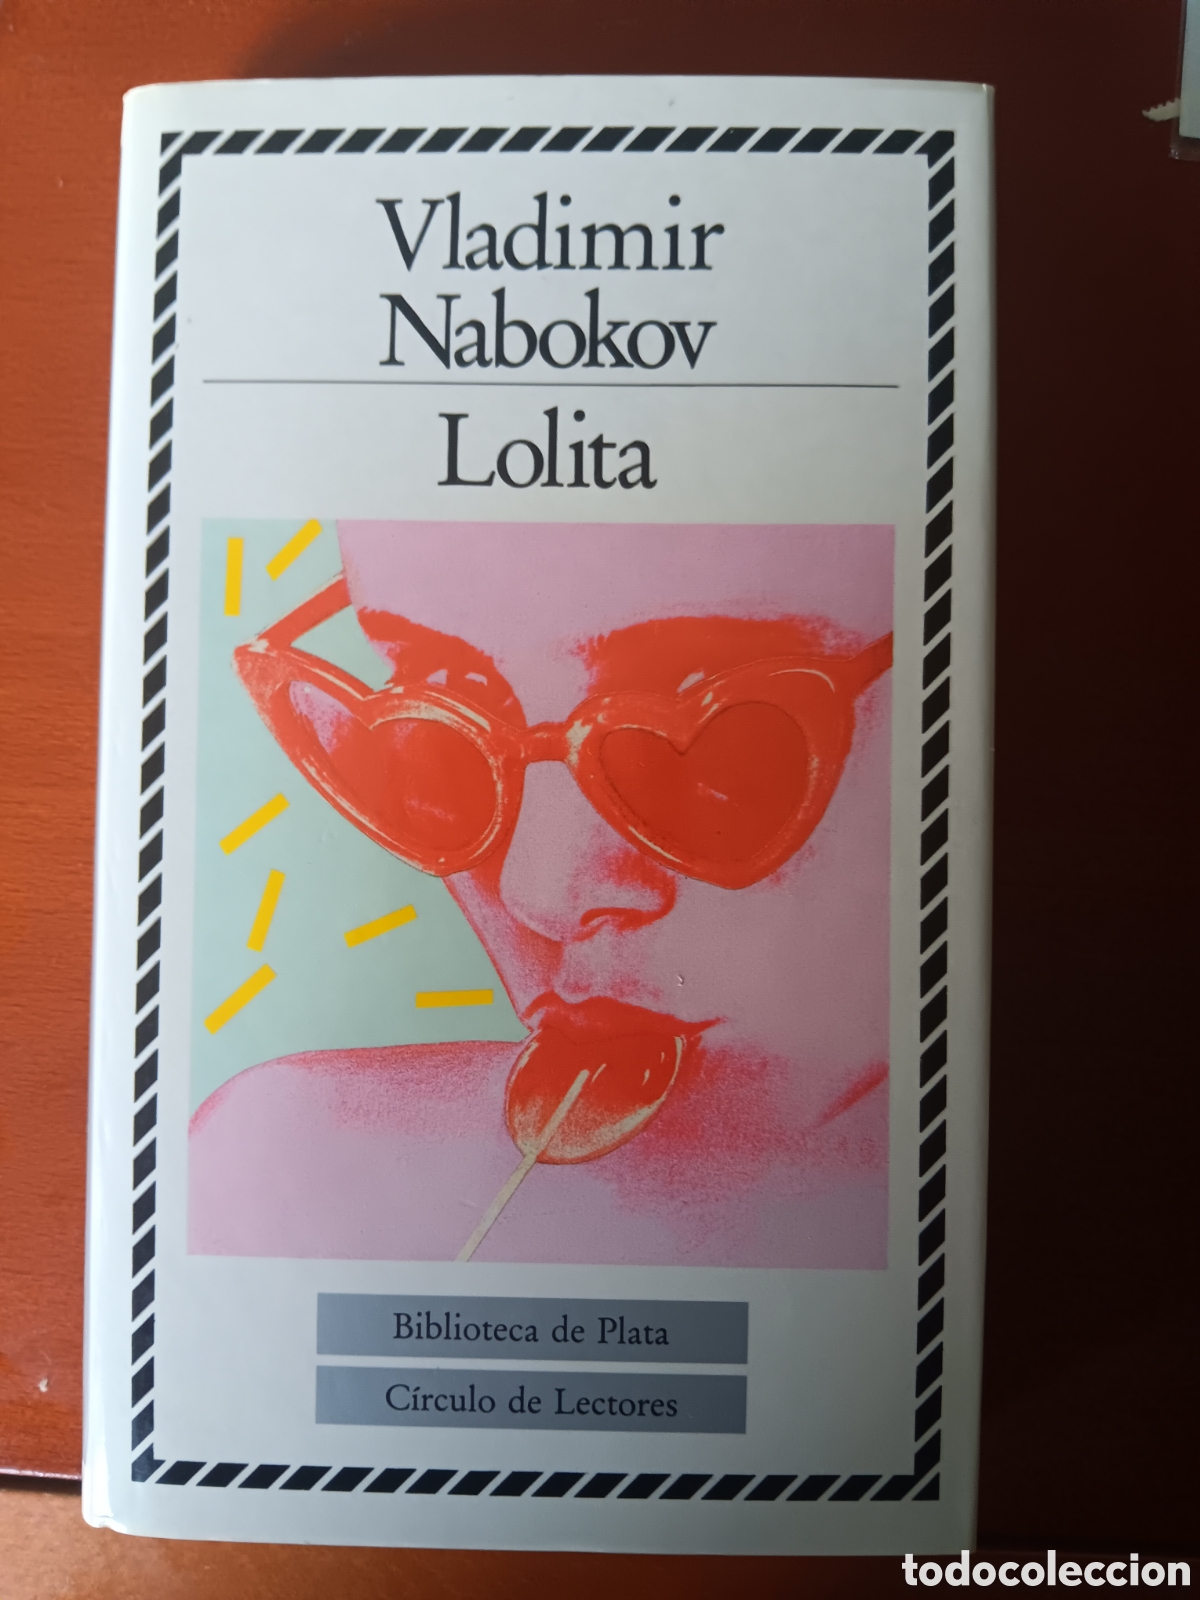 Vladimir
Nabokov
Lolita
Biblioteca de Plata
Círculo de Lectores
todocoleccion